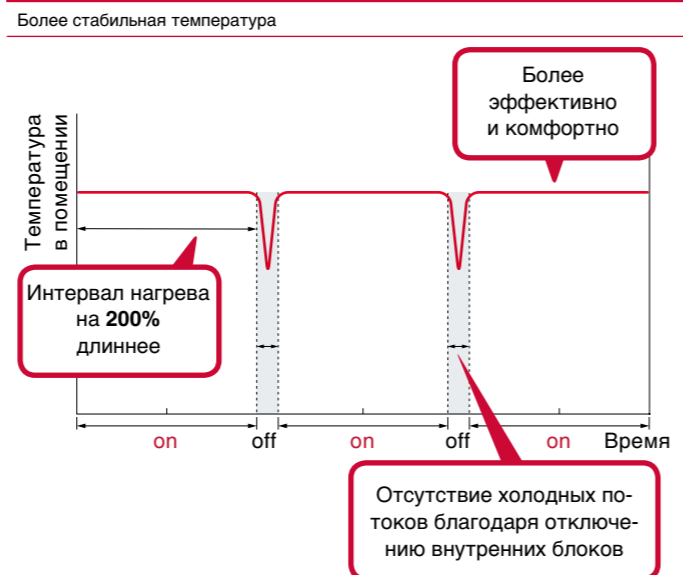 Более стабильная температура
Более
эффективно
и комфортно
Температура
в помещении
Интервал нагрева
на 200%
длиннее
on off on off on Время
Отсутствие холодных по-
токов благодаря отключе-
нию внутренних блоков